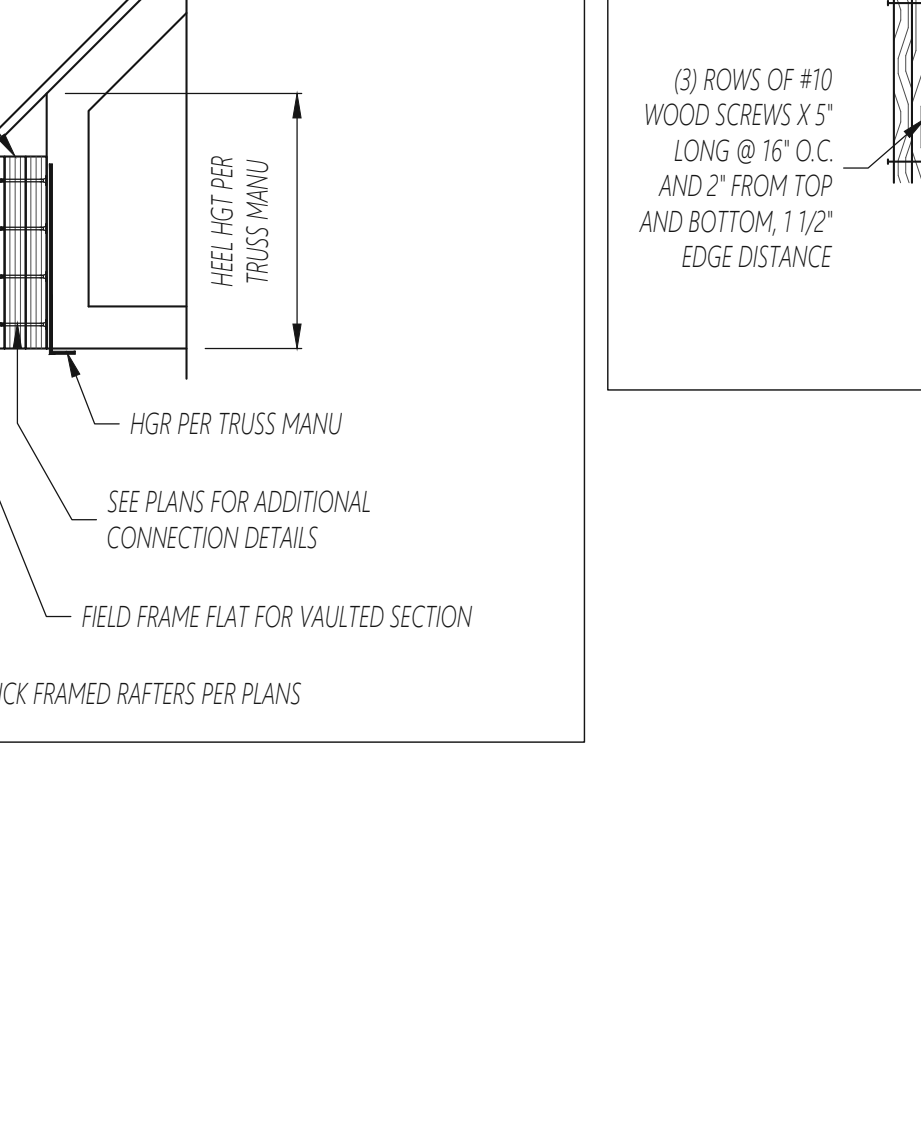 HEEL HGT PER
TRUSS MANU
HGR PER TRUSS MANU
SEE PLANS FOR ADDITIONAL
CONNECTION DETAILS
FIELD FRAME FLAT FOR VAULTED SECTION
FRAMED RAFTERS PER PLANS
(3) ROWS OF #10
WOOD SCREWS X 5"
LONG @ 16" O.C.
AND 2" FROM TOP
AND BOTTOM, 1 1/2"
EDGE DISTANCE